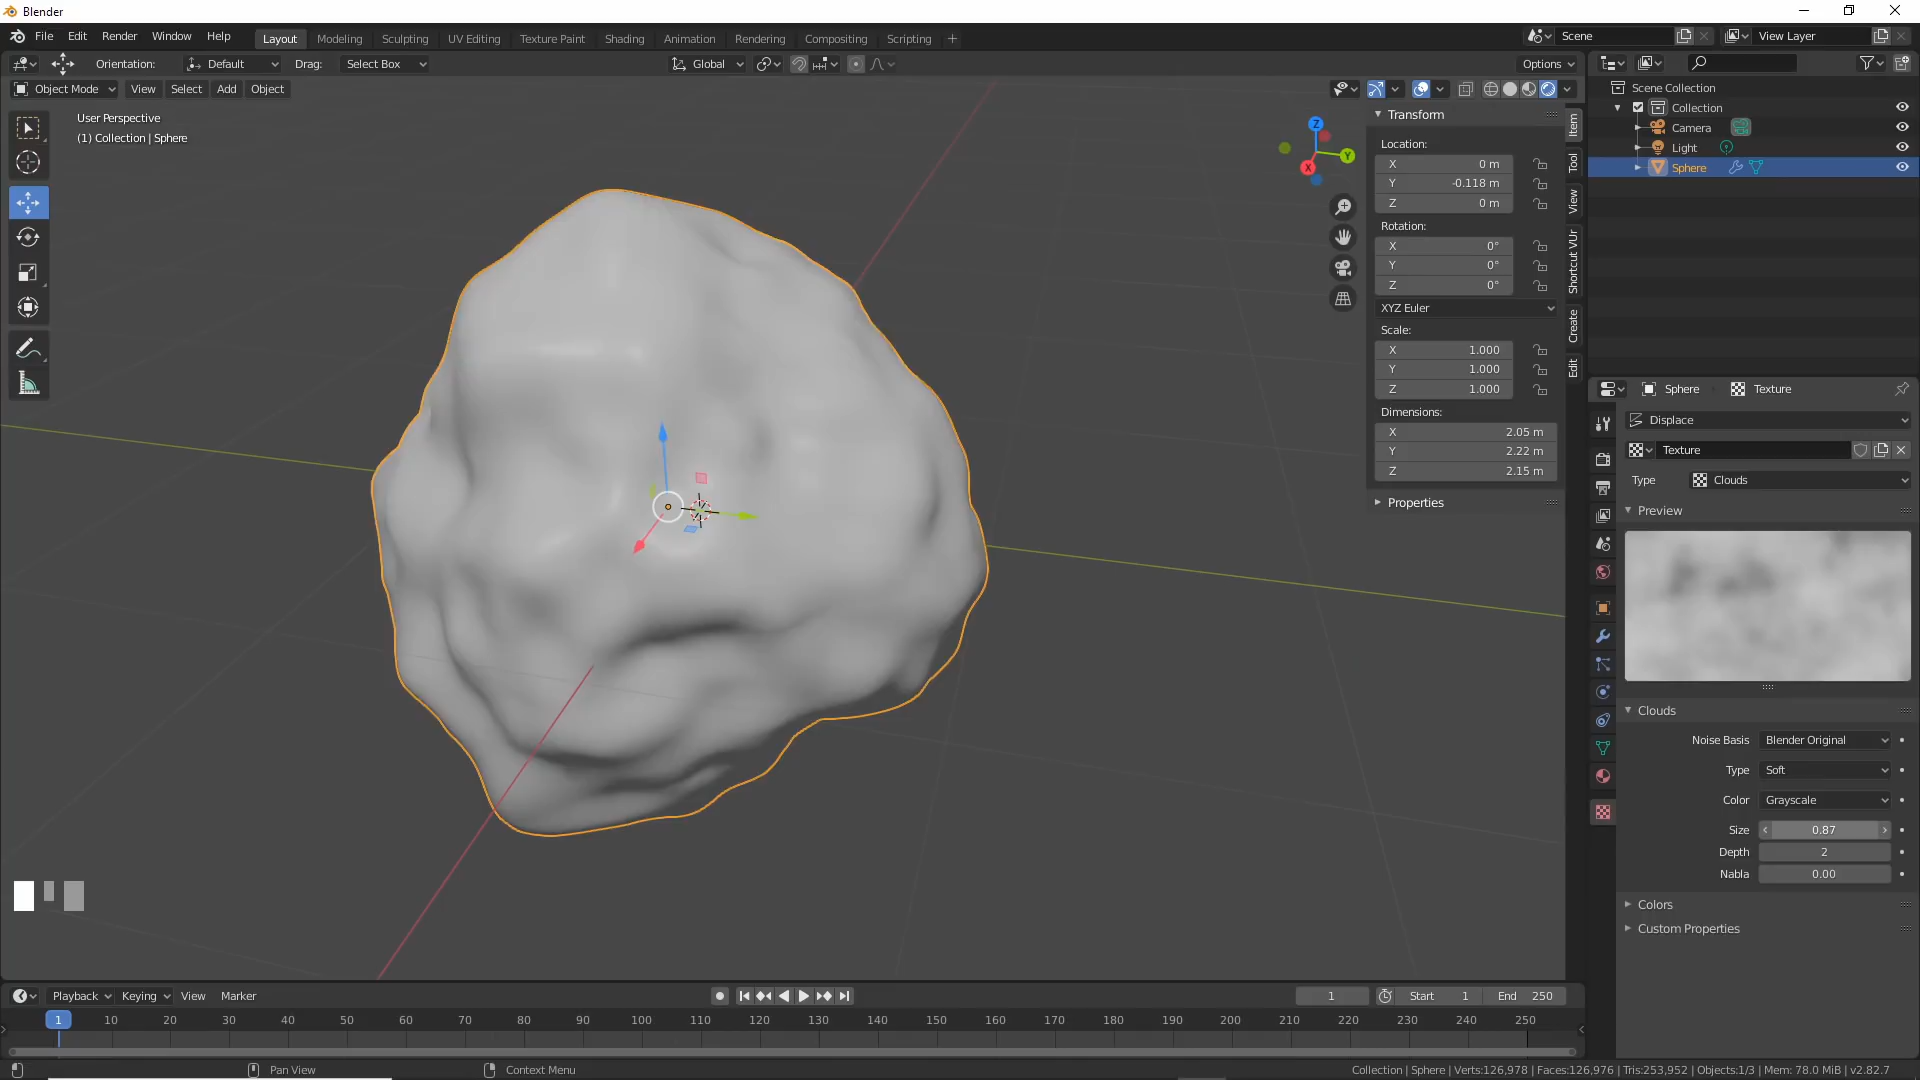 Blender
File Edit Render Window Help
Layout Modeling Sculpting UV Editing Texture Paint Shading Animation Rendering Compositing Scripting +
Scene
View Layer
Orientation: Default Drag: Select Box
Global
Options
Object Mode View Select Add Object
User Perspective
(1) Collection | Sphere
Z
Y
X
Transform
Location:
X 0 m
Y -0.118 m
Z 0 m
Rotation:
X 0°
Y 0°
Z 0°
XYZ Euler
Scale:
X 1.000
Y 1.000
Z 1.000
Dimensions:
X 2.05 m
Y 2.22 m
Z 2.15 m
Properties
Item
Tool
View
Shortcut VUr
Create
Edit
Scene Collection
Collection
Camera
Light
Sphere
Sphere Texture
Displace
Texture
Type Clouds
Preview
Clouds
Noise Basis Blender Original
Type Soft
Color Grayscale
Size 0.87
Depth 2
Nabla 0.00
Colors
Custom Properties
Playback Keying View Marker
1 Start 1 End 250
1 10 20 30 40 50 60 70 80 90 100 110 120 130 140 150 160 170 180 190 200 210 220 230 240 250
Pan View
Context Menu
Collection | Sphere | Verts:126,978 | Faces:126,976 | Tris:253,952 | Objects:1/3 | Mem: 78.0 MiB | v2.82.7